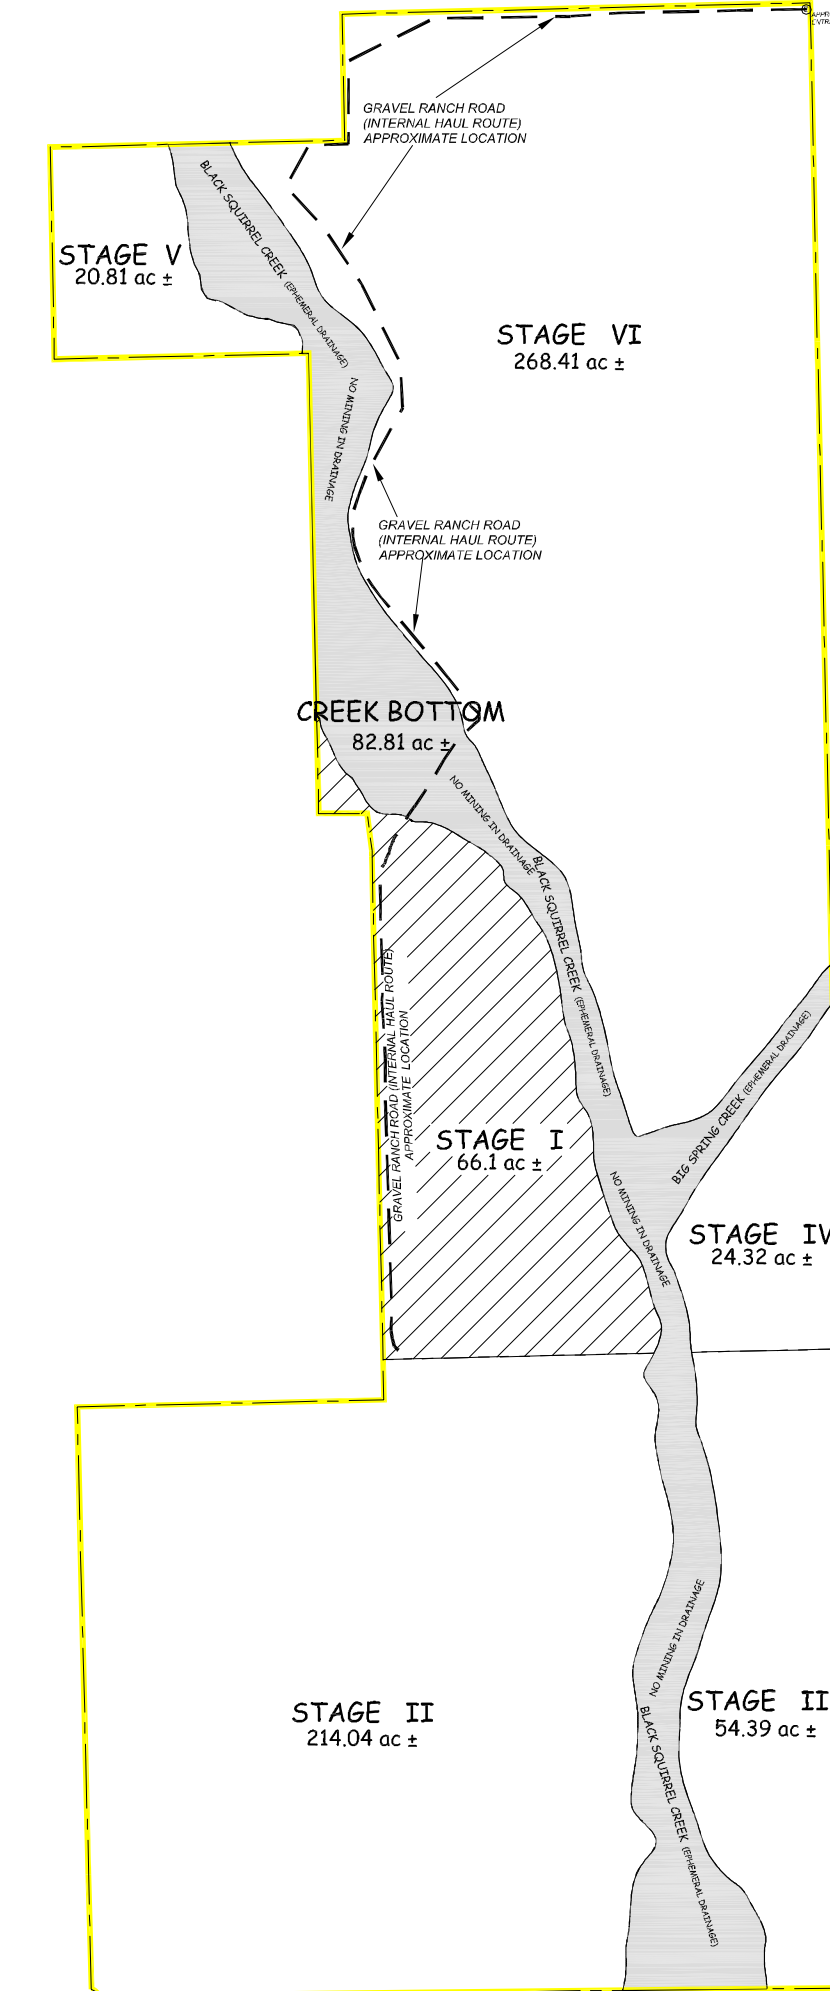 GRAVEL RANCH ROAD
(INTERNAL HAUL ROUTE)
APPROXIMATE LOCATION
BLACK SQUIRREL CREEK (EPHEMERAL DRAINAGE)
STAGE V
20.81 ac ±
STAGE VI
268.41 ac ±
NO MINING IN DRAINAGE
GRAVEL RANCH ROAD
(INTERNAL HAUL ROUTE)
APPROXIMATE LOCATION
CREEK BOTTOM
82.81 ac ±
NO MINING IN DRAINAGE
BLACK SQUIRREL CREEK (EPHEMERAL DRAINAGE)
GRAVEL RANCH ROAD (INTERNAL HAUL ROUTE)
APPROXIMATE LOCATION
BIG SPRING CREEK (EPHEMERAL DRAINAGE)
STAGE I
66.1 ac ±
NO MINING IN DRAINAGE
STAGE IV
24.32 ac ±
NO MINING IN DRAINAGE
STAGE II
214.04 ac ±
STAGE II
54.39 ac ±
BLACK SQUIRREL CREEK (EPHEMERAL DRAINAGE)